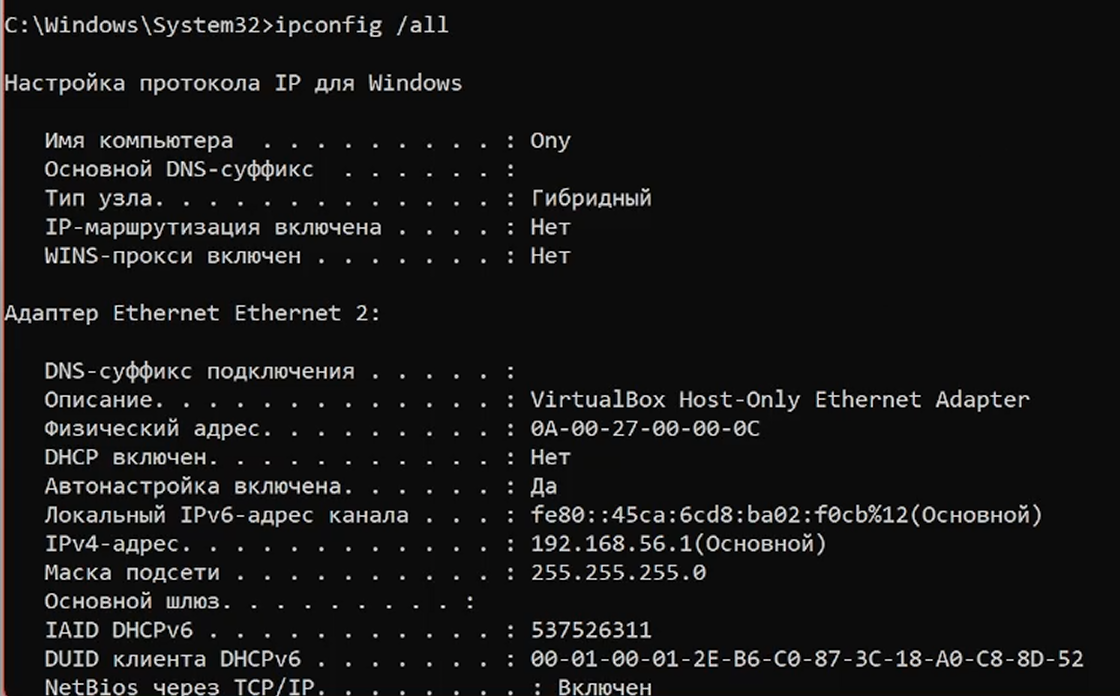 C:\Windows\System32>ipconfig /all
Настройка протокола IP для Windows
Имя компьютера  . . . . . . . . . : Ony
Основной DNS-суффикс  . . . . . . :
Тип узла. . . . . . . . . . . . . : Гибридный
IP-маршрутизация включена . . . . : Нет
WINS-прокси включен . . . . . . . : Нет
Адаптер Ethernet Ethernet 2:
DNS-суффикс подключения . . . . . :
Описание. . . . . . . . . . . . . : VirtualBox Host-Only Ethernet Adapter
Физический адрес. . . . . . . . . : 0A-00-27-00-00-0C
DHCP включен. . . . . . . . . . . : Нет
Автонастройка включена. . . . . . : Да
Локальный IPv6-адрес канала . . . : fe80::45ca:6cd8:ba02:f0cb%12(Основной)
IPv4-адрес. . . . . . . . . . . . : 192.168.56.1(Основной)
Маска подсети . . . . . . . . . . : 255.255.255.0
Основной шлюз. . . . . . . . . :
IAID DHCPv6 . . . . . . . . . . . : 537526311
DUID клиента DHCPv6 . . . . . . . : 00-01-00-01-2E-B6-C0-87-3C-18-A0-C8-8D-52
NetBios через TCP/IP. . . . . . . . : Включен